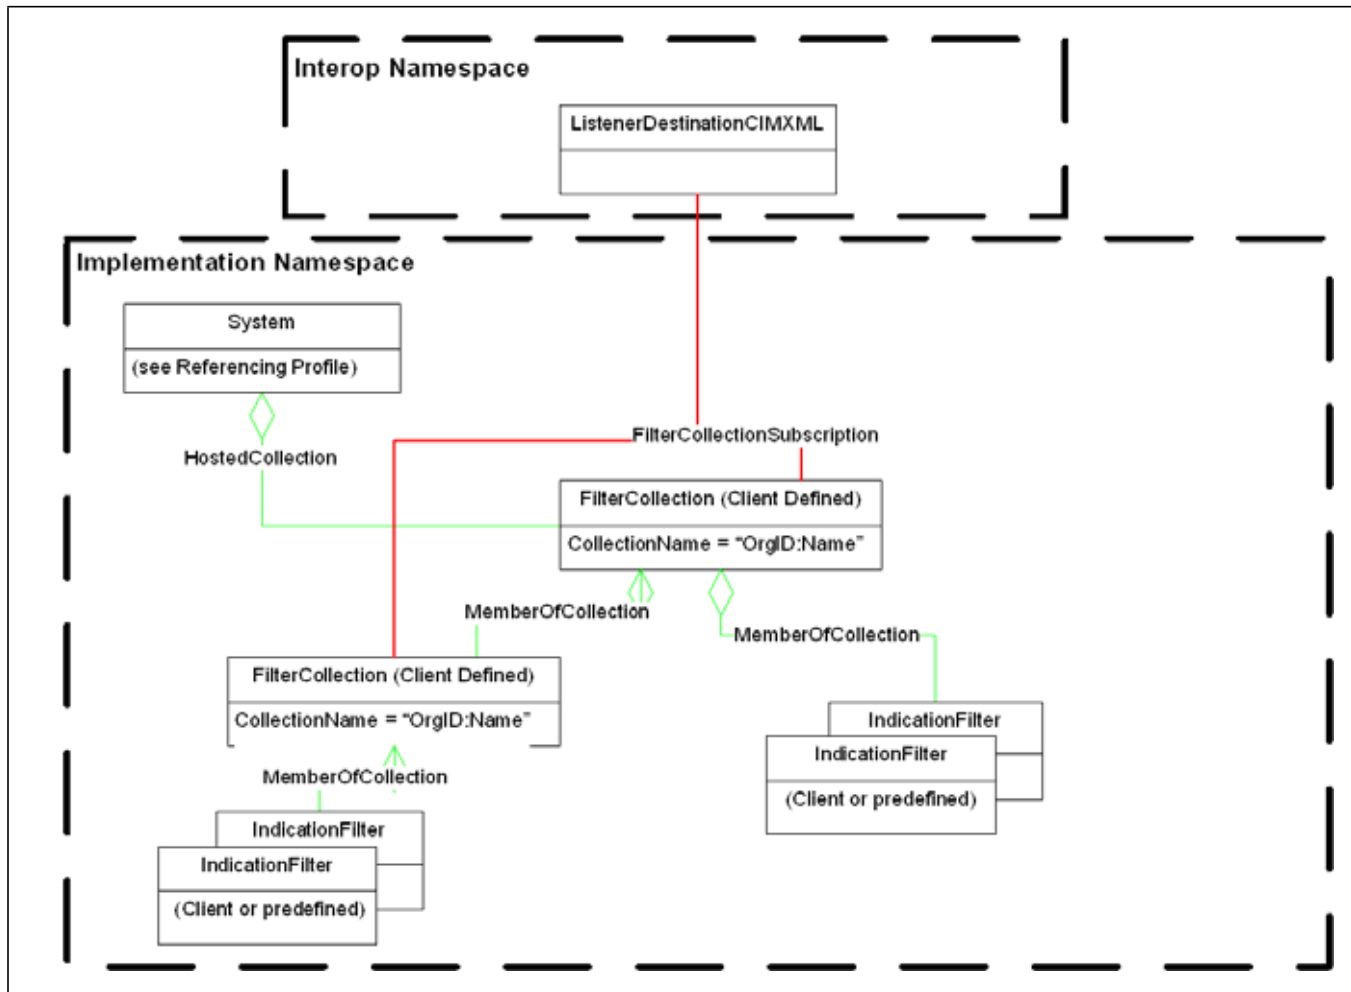 Interop Namespace
ListenerDestinationCIMXML
Implementation Namespace
System
(see Referencing Profile)
FilterCollectionSubscription
HostedCollection
FilterCollection (Client Defined)
CollectionName = “OrgID:Name”
MemberOfCollection
MemberOfCollection
FilterCollection (Client Defined)
CollectionName = “OrgID:Name”
IndicationFilter
IndicationFilter
(Client or predefined)
MemberOfCollection
IndicationFilter
IndicationFilter
(Client or predefined)